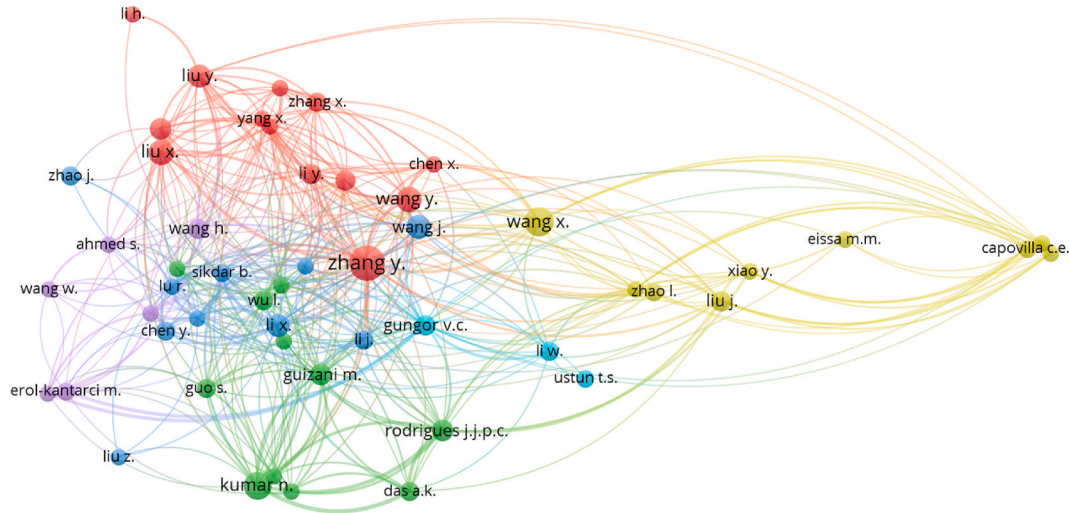 li h.
liu y.
zhang x.
yang x.
liu x.
chen x.
zhao j.
li y.
wang y.
wang x.
wang j.
wang h.
ahmed s.
eissa m.m.
capovilla c.e.
zhang y.
sikdar b.
xiao y.
lu r.
wang w.
zhao l.
wu l.
liu j.
chen y.
li x.
gungor v.c.
li j.
li w.
guizani m.
ustun t.s.
erol-kantarci m.
guo s.
rodrigues j.j.p.c.
liu z.
kumar n.
das a.k.